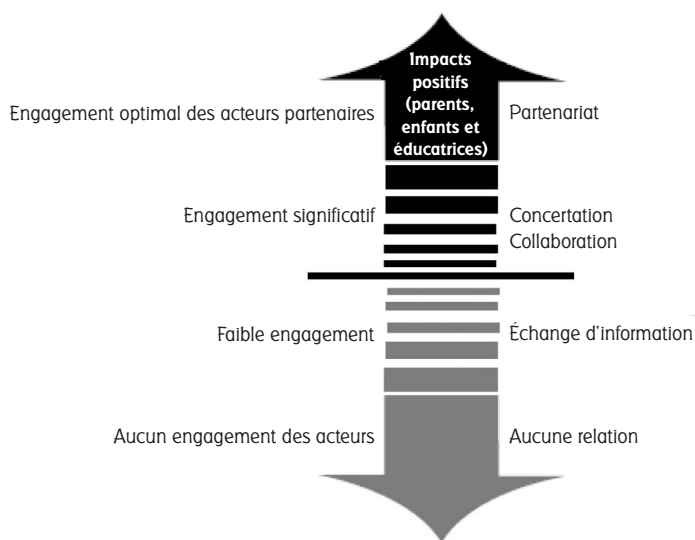 Impacts
positifs
(parents,
enfants et
éducatrices)
Engagement optimal des acteurs partenaires
Partenariat
Engagement significatif
Concertation
Collaboration
Faible engagement
Échange d'information
Aucun engagement des acteurs
Aucune relation